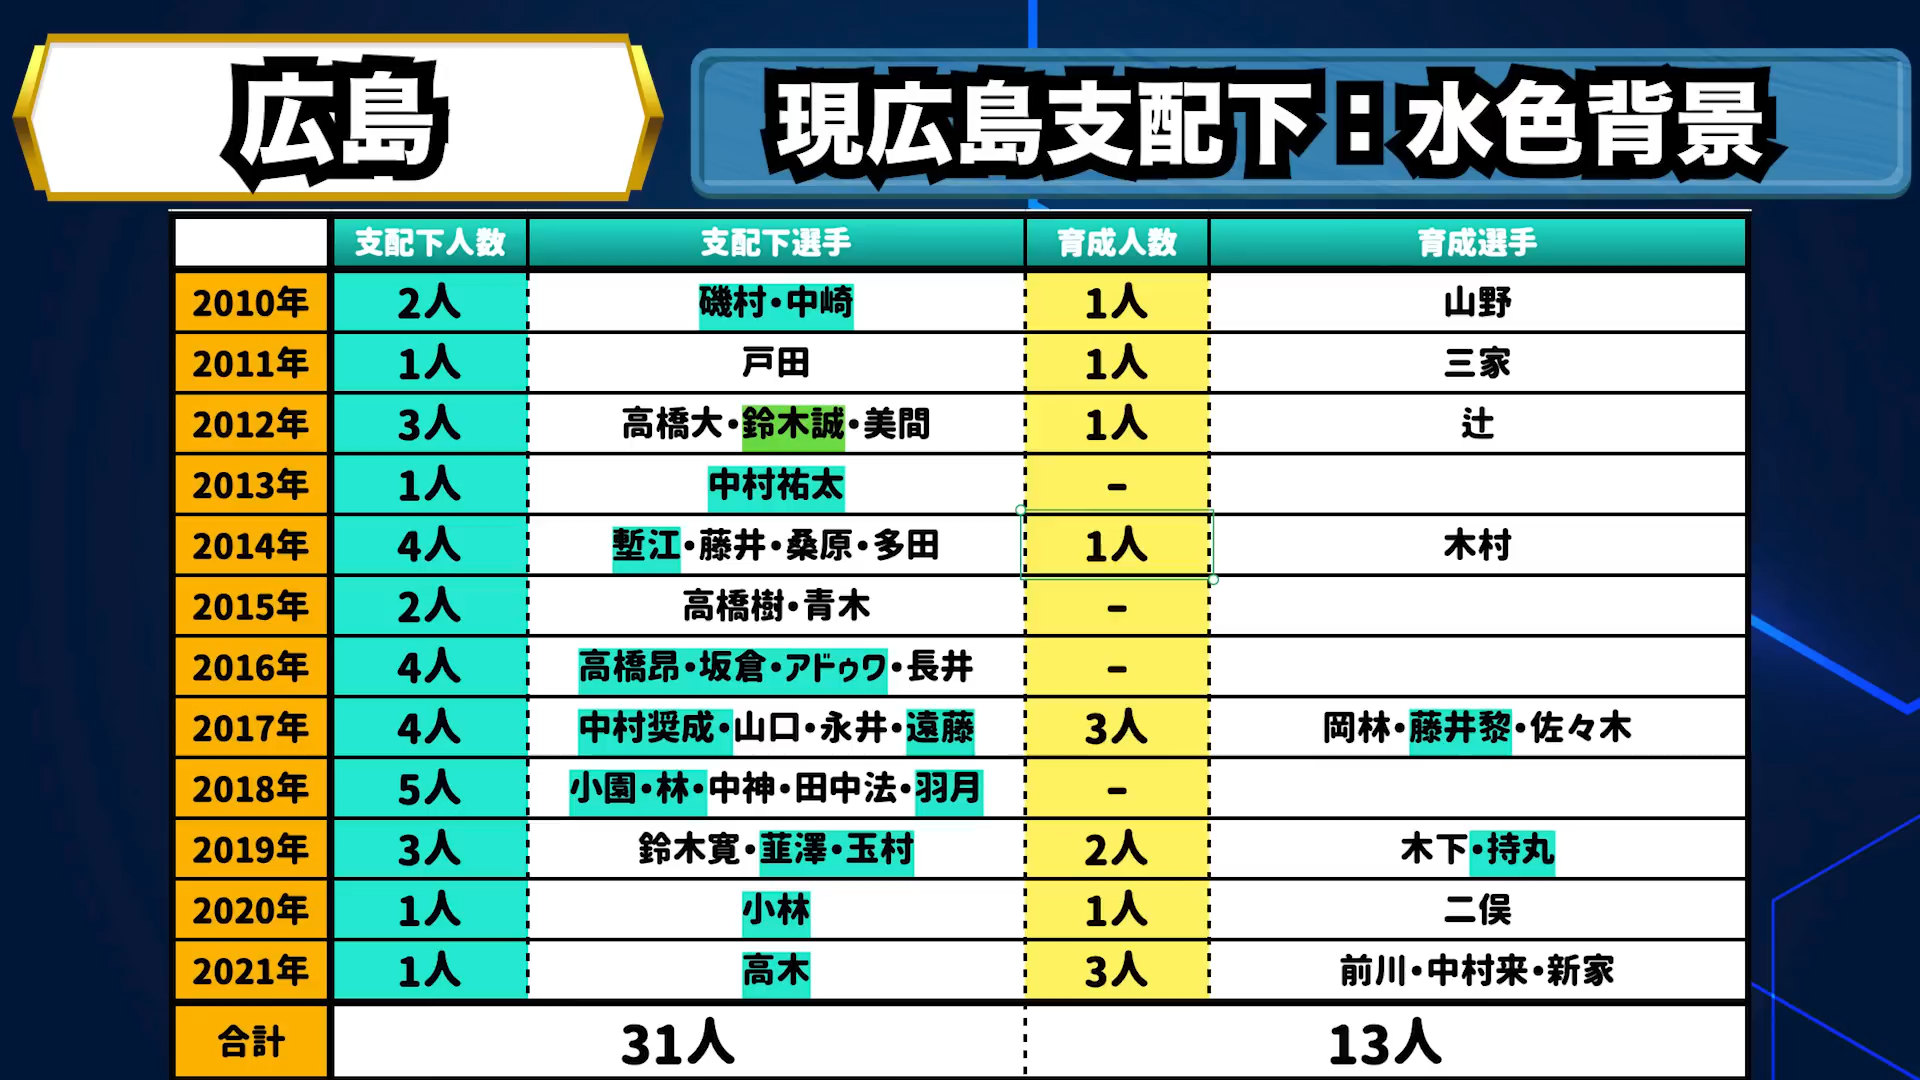 広島
現広島支配下：水色背景
支配下人数 支配下選手 育成人数 育成選手
2010年 2人 磯村・中崎 1人 山野
2011年 1人 戸田 1人 三家
2012年 3人 高橋大・鈴木誠・美間 1人 辻
2013年 1人 中村祐太 -
2014年 4人 塹江・藤井・桑原・多田 1人 木村
2015年 2人 高橋樹・青木 -
2016年 4人 高橋昂・坂倉・アドゥワ・長井 -
2017年 4人 中村奨成・山口・永井・遠藤 3人 岡林・藤井黎・佐々木
2018年 5人 小園・林・中神・田中法・羽月 -
2019年 3人 鈴木寛・韮澤・玉村 2人 木下・持丸
2020年 1人 小林 1人 二俣
2021年 1人 高木 3人 前川・中村来・新家
合計 31人 13人